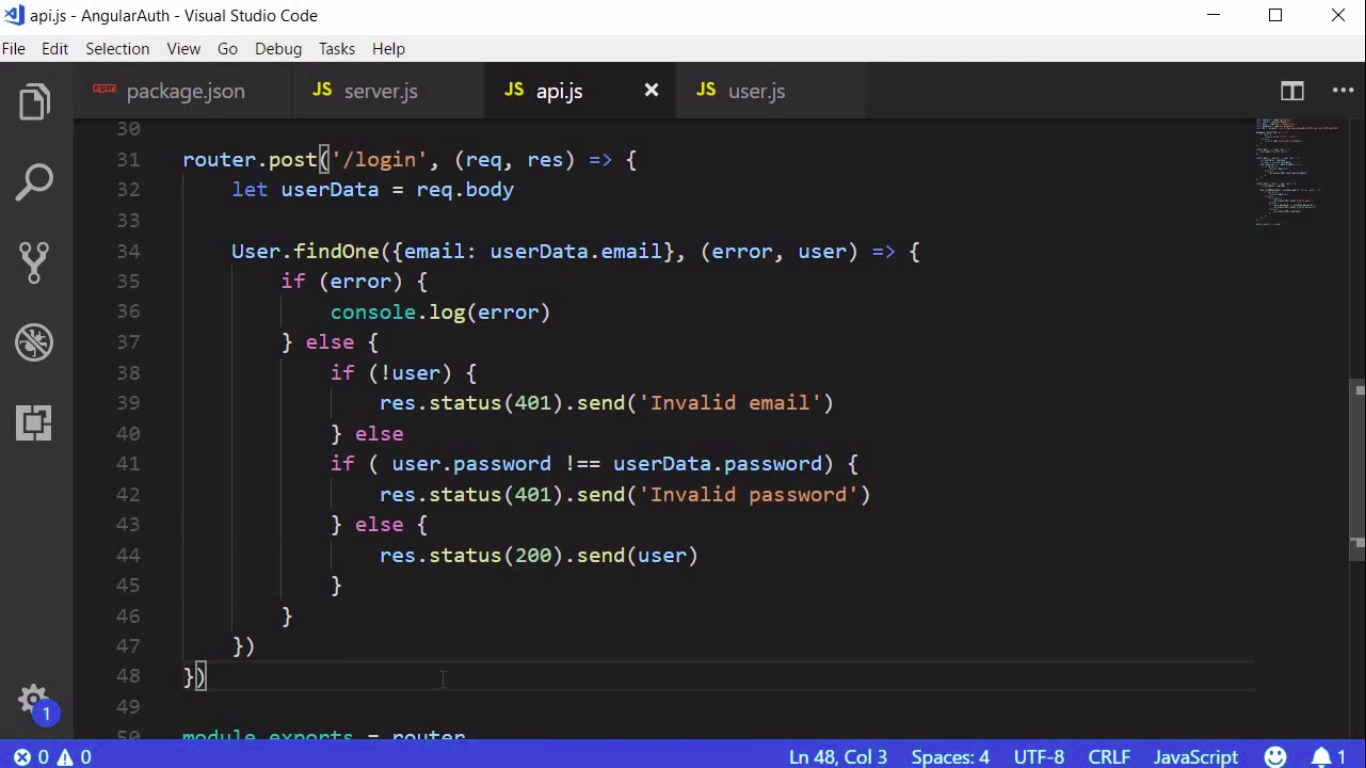 api.js - AngularAuth - Visual Studio Code
File Edit Selection View Go Debug Tasks Help
package.json JS server.js JS api.js JS user.js
30
31 router.post('/login', (req, res) => {
32 let userData = req.body
33
34 User.findOne({email: userData.email}, (error, user) => {
35 if (error) {
36 console.log(error)
37 } else {
38 if (!user) {
39 res.status(401).send('Invalid email')
40 } else
41 if ( user.password !== userData.password) {
42 res.status(401).send('Invalid password')
43 } else {
44 res.status(200).send(user)
45 }
46 }
47 })
48 })
49
50 module.exports = router
1
0 0 Ln 48, Col 3 Spaces: 4 UTF-8 CRLF JavaScript 1